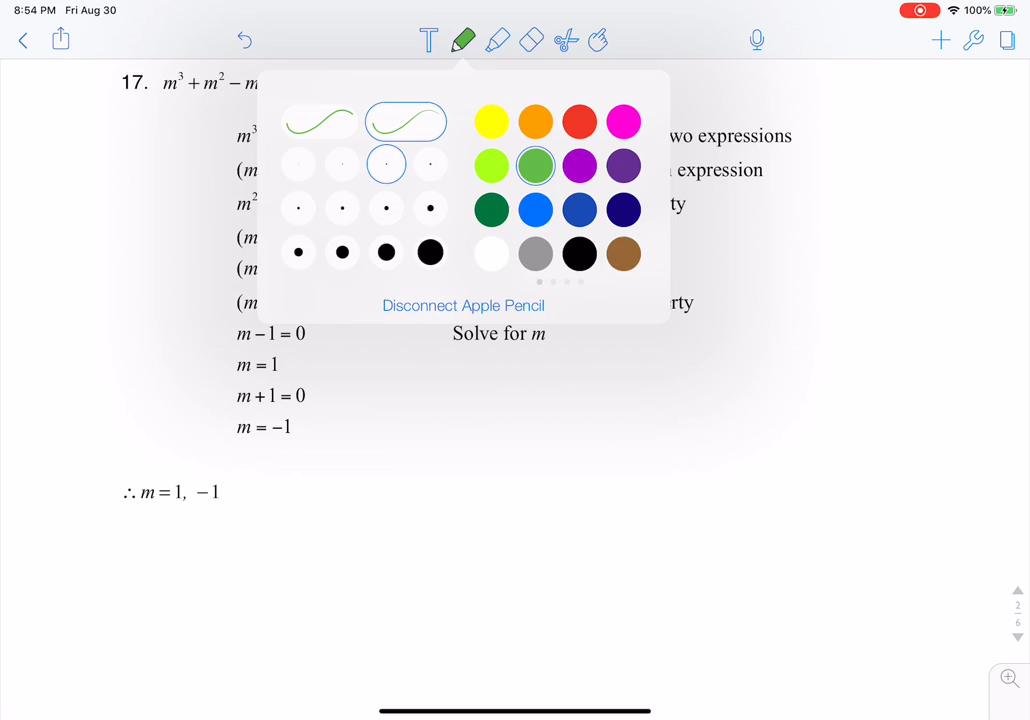 8:54 PM Fri Aug 30
100%
T
17. m³ + m² − m
m³
two expressions
(m
expression
m²
ty
(m
(m
(m
rty
Disconnect Apple Pencil
m − 1 = 0 Solve for m
m = 1
m + 1 = 0
m = −1
∴ m = 1, − 1
2
6